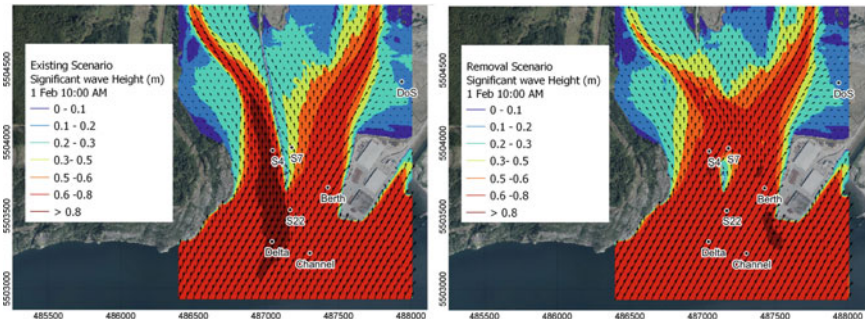 Existing Scenario
Significant wave Height (m)
1 Feb 10:00 AM
0 - 0.1
0.1 - 0.2
0.2 - 0.3
0.3- 0.5
0.5 -0.6
0.6 -0.8
> 0.8
DoS
S4
S7
Berth
S22
Delta
Channel
5504500
5504000
5503500
5503000
485500
486000
486500
487000
487500
488000
Removal Scenario
Significant wave Height (m)
1 Feb 10:00 AM
0 - 0.1
0.1 - 0.2
0.2 - 0.3
0.3- 0.5
0.5 -0.6
0.6 -0.8
> 0.8
DoS
S4
S7
Berth
S22
Delta
Channel
5504500
5504000
5503500
5503000
485500
486000
486500
487000
487500
488000